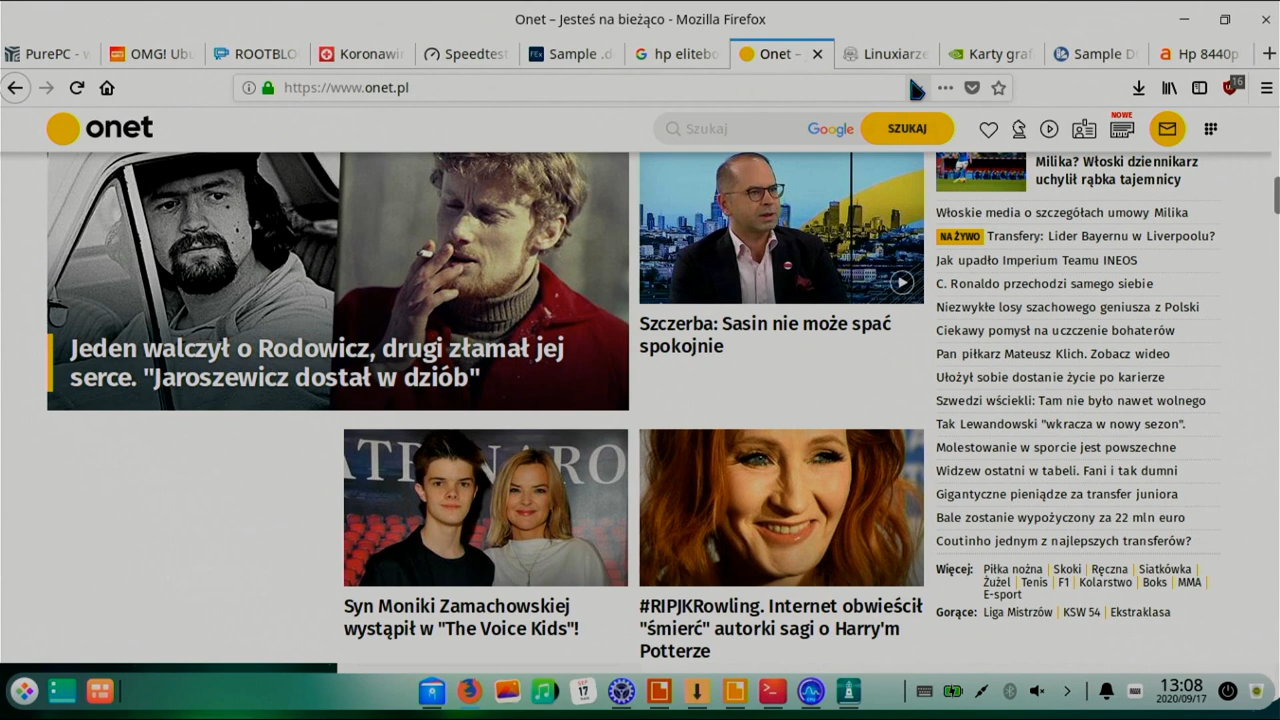 Onet – Jesteś na bieżąco - Mozilla Firefox
PurePC - w
OMG! Ubu
ROOTBLO
Koronawir
Speedtest
Sample .d
hp elitebo
Onet –
Linuxiarze
Karty graf
Sample D
Hp 8440p
https://www.onet.pl
16
onet
Szukaj
Google
SZUKAJ
NOWE
Milika? Włoski dziennikarz
uchylił rąbka tajemnicy
Włoskie media o szczegółach umowy Milika
NA ŻYWO Transfery: Lider Bayernu w Liverpoolu?
Jak upadło Imperium Teamu INEOS
C. Ronaldo przechodzi samego siebie
Niezwykłe losy szachowego geniusza z Polski
Ciekawy pomysł na uczczenie bohaterów
Pan piłkarz Mateusz Klich. Zobacz wideo
Ułożył sobie dostanie życie po karierze
Szwedzi wściekli: Tam nie było nawet wolnego
Tak Lewandowski "wkracza w nowy sezon".
Molestowanie w sporcie jest powszechne
Widzew ostatni w tabeli. Fani i tak dumni
Gigantyczne pieniądze za transfer juniora
Bale zostanie wypożyczony za 22 mln euro
Coutinho jednym z najlepszych transferów?
Więcej: Piłka nożna | Skoki | Ręczna | Siatkówka |
Żużel | Tenis | F1 | Kolarstwo | Boks | MMA |
E-sport
Gorące: Liga Mistrzów | KSW 54 | Ekstraklasa
Jeden walczył o Rodowicz, drugi złamał jej
serce. "Jaroszewicz dostał w dziób"
Szczerba: Sasin nie może spać
spokojnie
Syn Moniki Zamachowskiej
wystąpił w "The Voice Kids"!
#RIPJKRowling. Internet obwieścił
"śmierć" autorki sagi o Harry'm
Potterze
SEP
17
13:08
2020/09/17